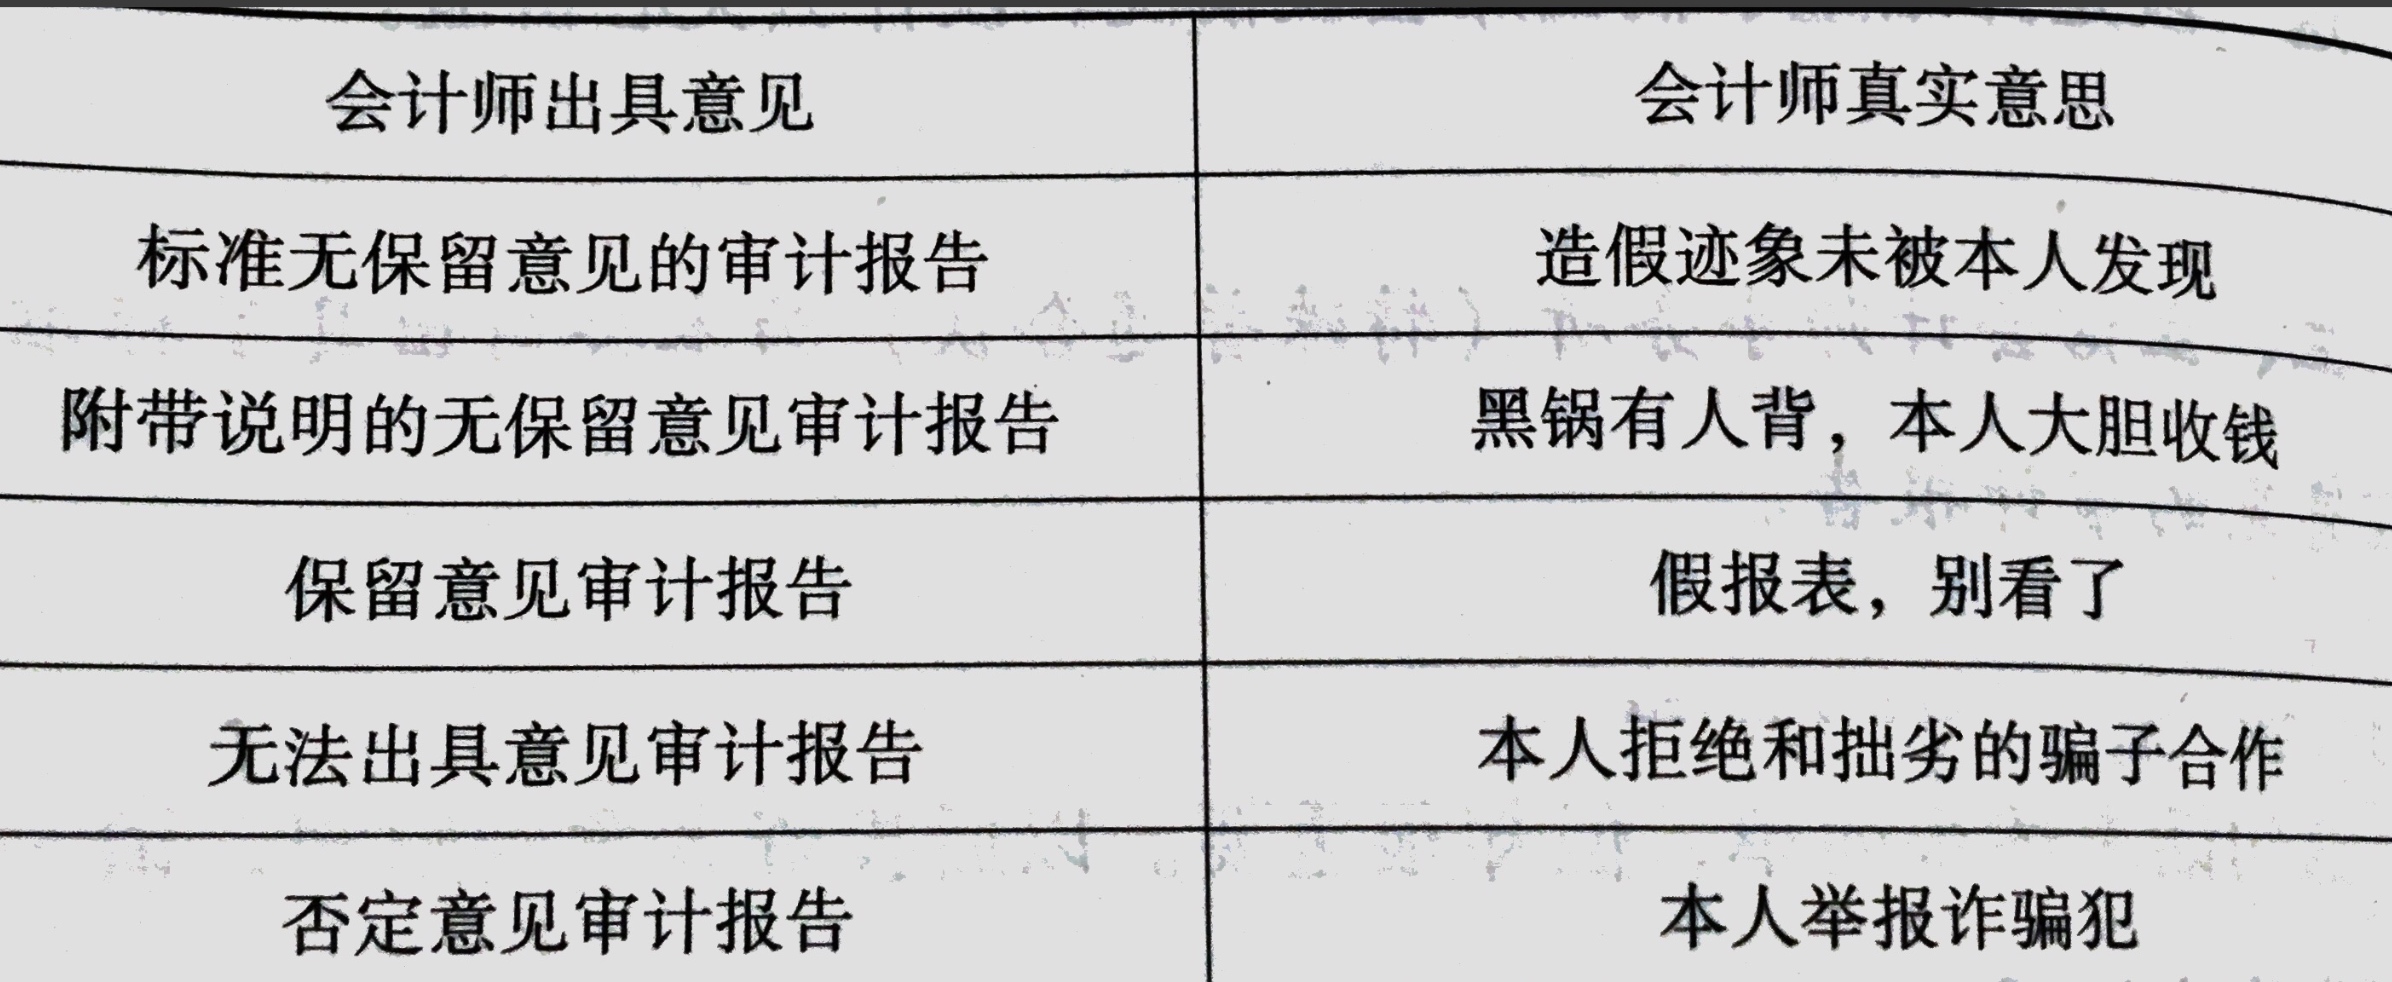 会计师出具意见 会计师真实意思
标准无保留意见的审计报告 造假迹象未被本人发现
附带说明的无保留意见审计报告 黑锅有人背，本人大胆收钱
保留意见审计报告 假报表，别看了
无法出具意见审计报告 本人拒绝和拙劣的骗子合作
否定意见审计报告 本人举报诈骗犯